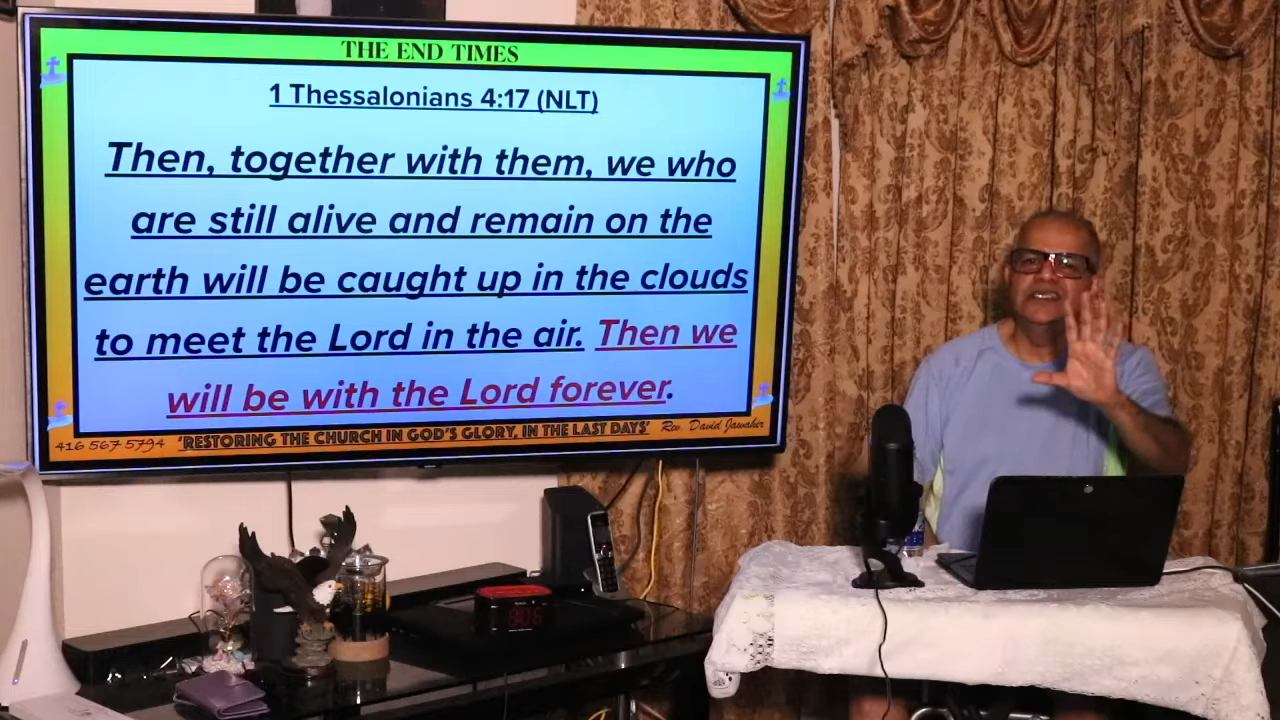 THE END TIMES
1 Thessalonians 4:17 (NLT)
Then, together with them, we who
are still alive and remain on the
earth will be caught up in the clouds
to meet the Lord in the air. Then we
will be with the Lord forever.
416 567 5794 'RESTORING THE CHURCH IN GOD'S GLORY, IN THE LAST DAYS' Rev. David Jawahir